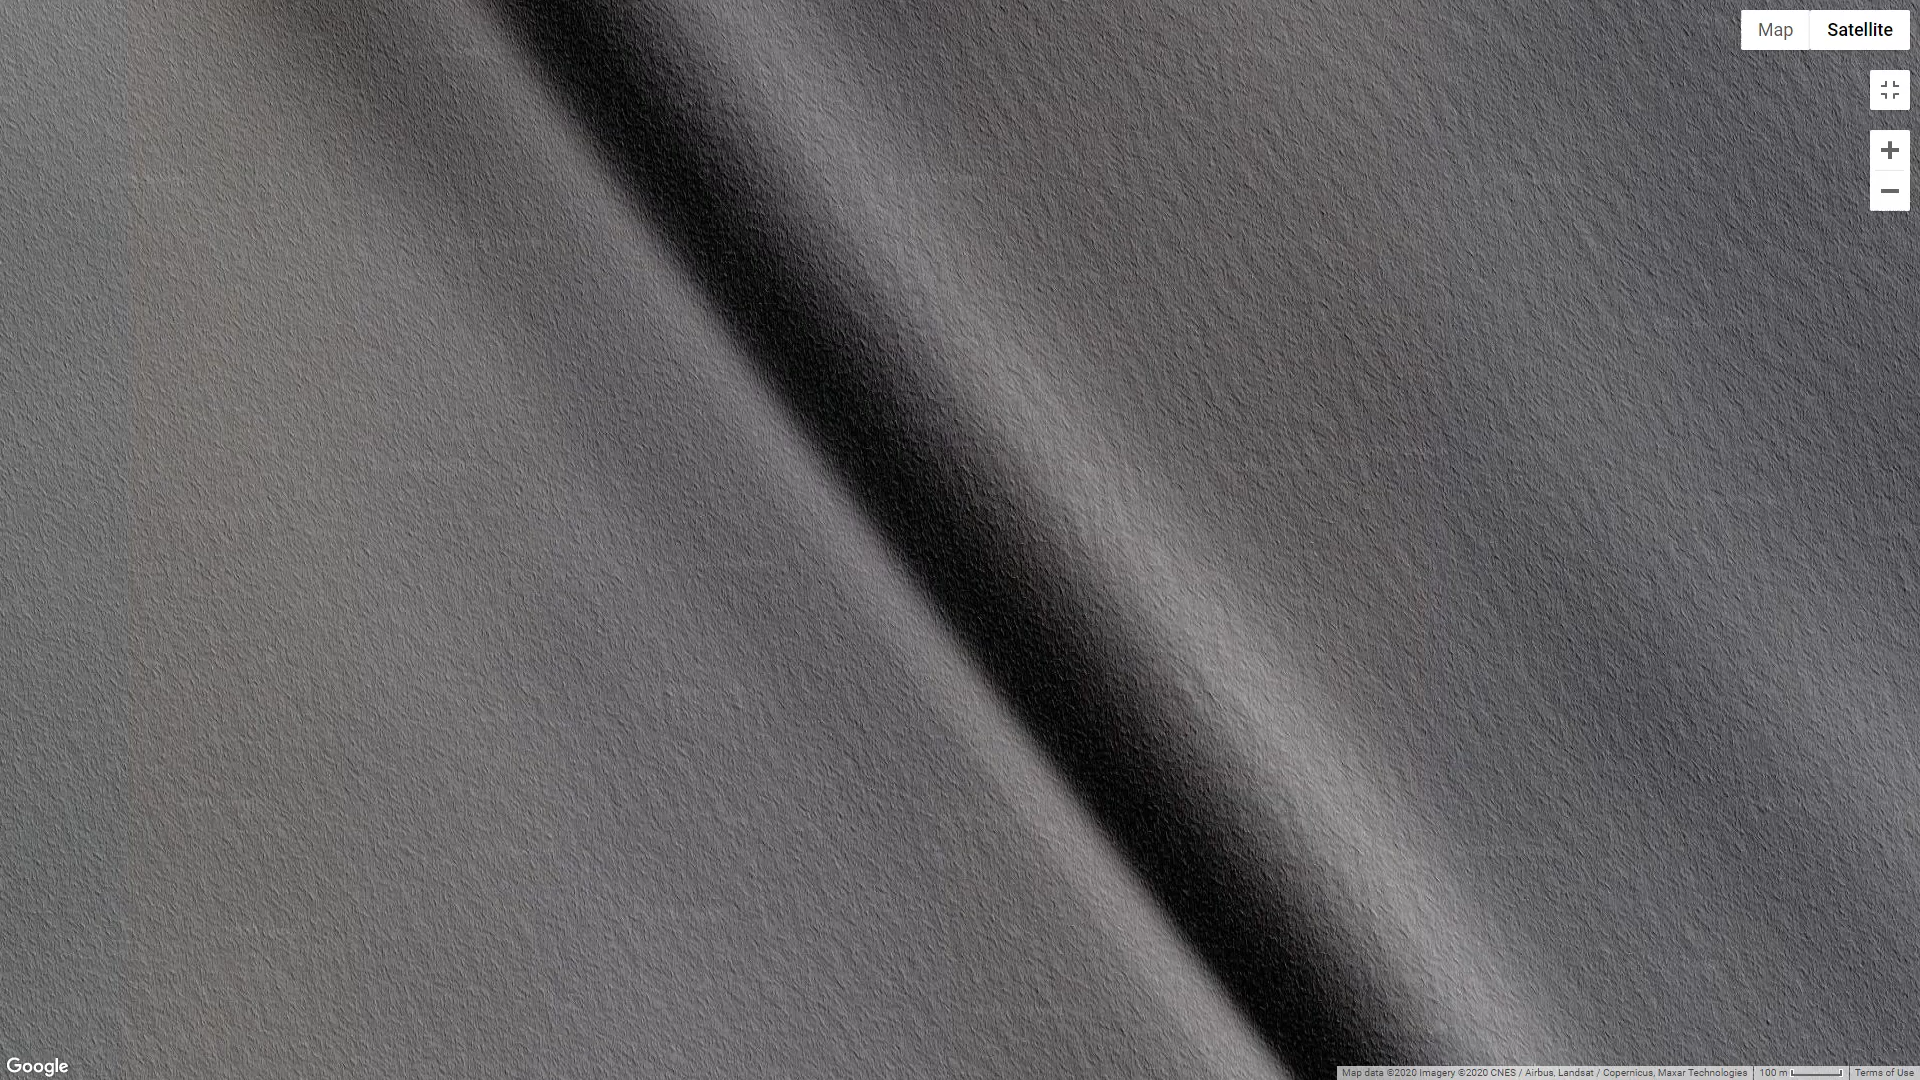 Map Satellite
Google
Map data ©2020 Imagery ©2020 CNES / Airbus, Landsat / Copernicus, Maxar Technologies 100 m Terms of Use